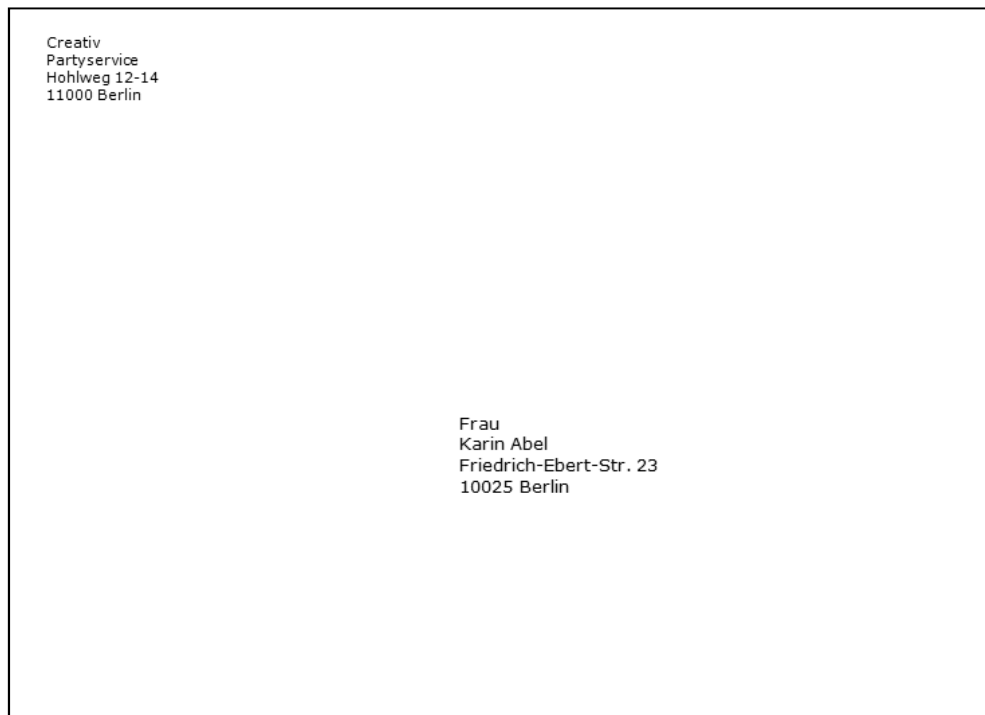 Creativ
Partyservice
Hohlweg 12-14
11000 Berlin
Frau
Karin Abel
Friedrich-Ebert-Str. 23
10025 Berlin